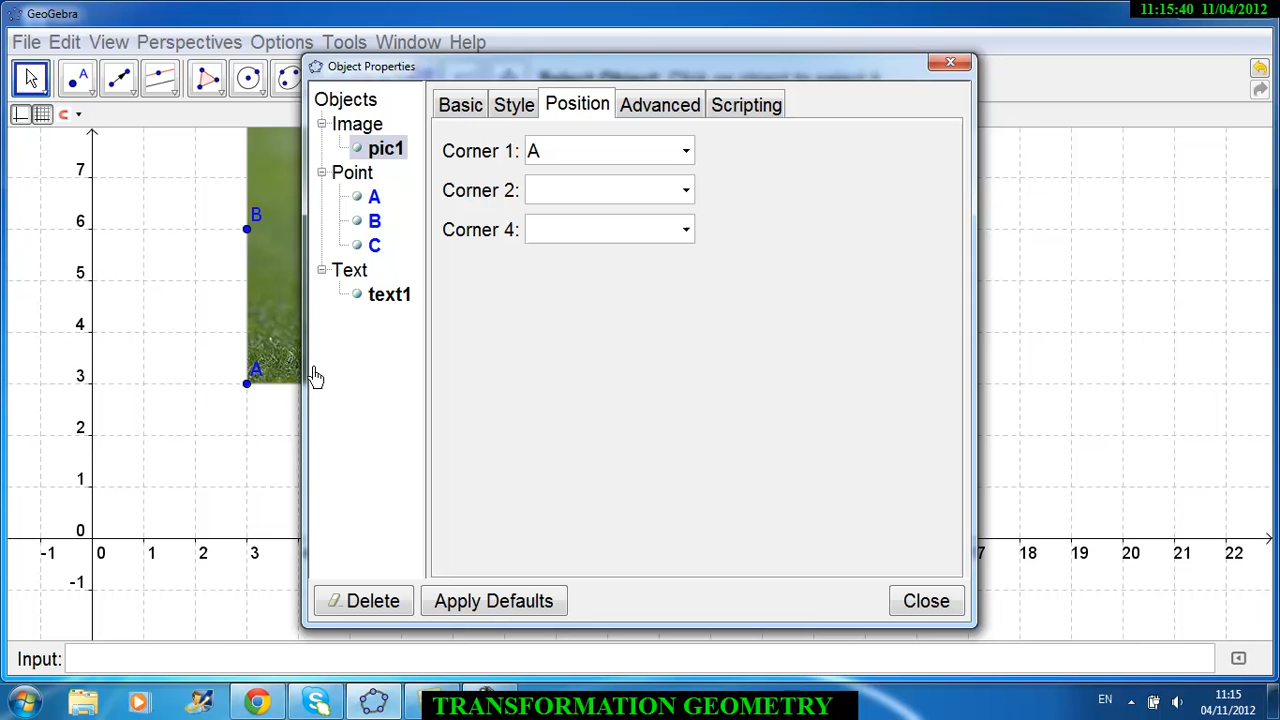 GeoGebra
11:15:40 11/04/2012
File Edit View Perspectives Options Tools Window Help
Object Properties
Objects
Image
pic1
Point
A
B
C
Text
text1
Basic Style Position Advanced Scripting
Corner 1: A
Corner 2:
Corner 4:
Delete Apply Defaults Close
A
7
6
5
4
3
2
1
0
-1
B
A
-1 0 1 2 3
17 18 19 20 21 22
Input:
EN
11:15
04/11/2012
TRANSFORMATION GEOMETRY